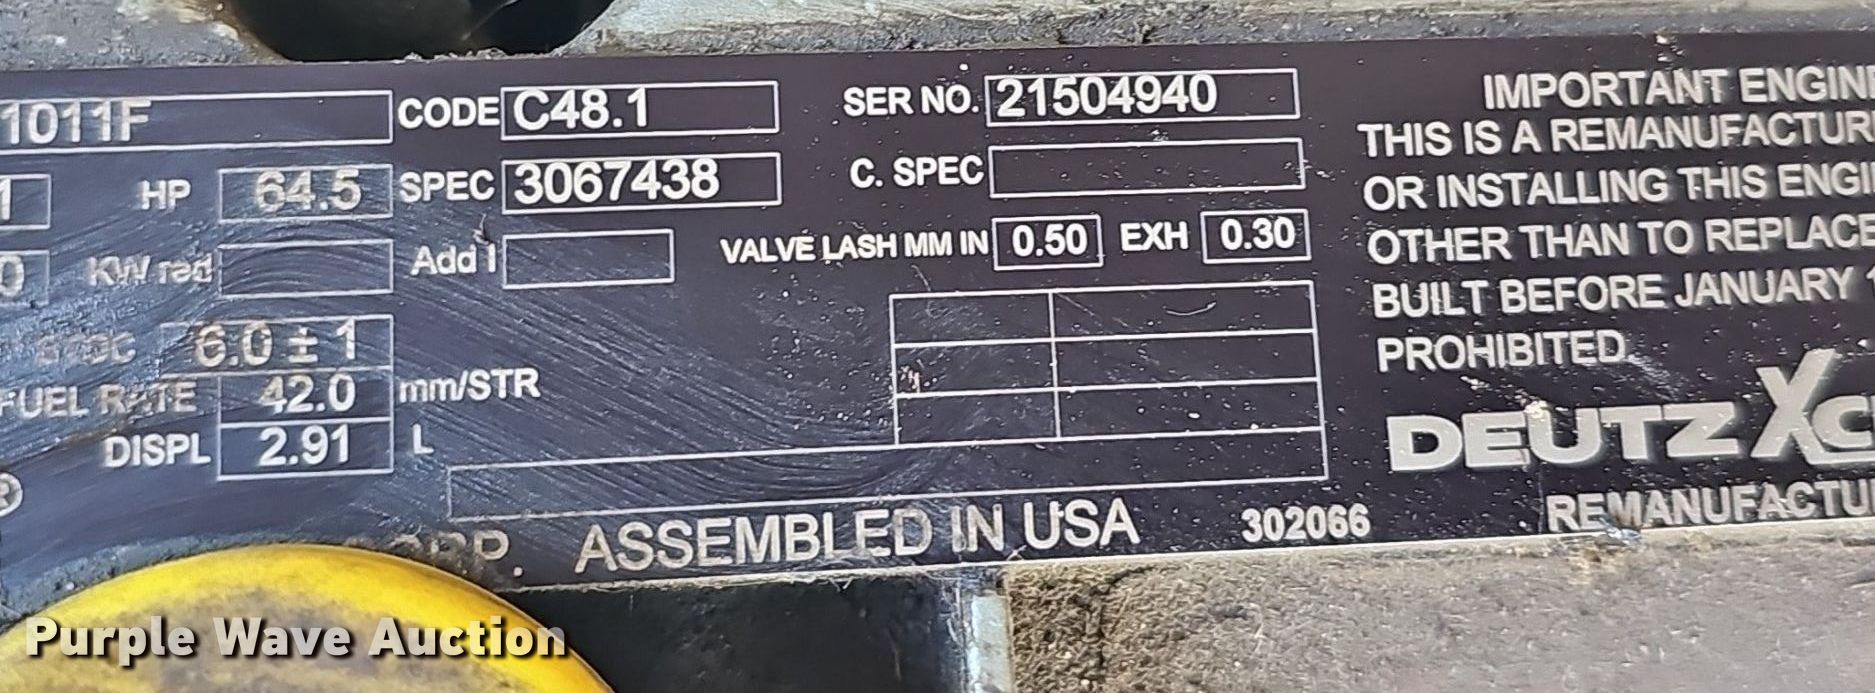 1011F CODE C48.1 SER NO. 21504940
1 HP 64.5 SPEC 3067438 C. SPEC
0 KW red Add I VALVE LASH MM IN 0.50 EXH 0.30
6.0 ± 1
FUEL RATE 42.0 mm/STR
DISPL 2.91 L
®
CORP. ASSEMBLED IN USA 302066
IMPORTANT ENGIN
THIS IS A REMANUFACTUR
OR INSTALLING THIS ENGI
OTHER THAN TO REPLACE
BUILT BEFORE JANUARY
PROHIBITED.
DEUTZ Xc
REMANUFACTU
Purple Wave Auction